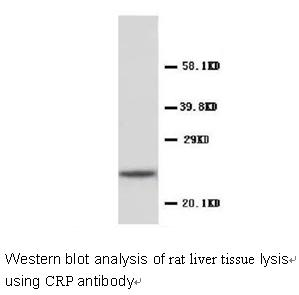 58.1KD
39.8KD
29KD
20.1KD
Western blot analysis of rat liver tissue lysis
using CRP antibody↵